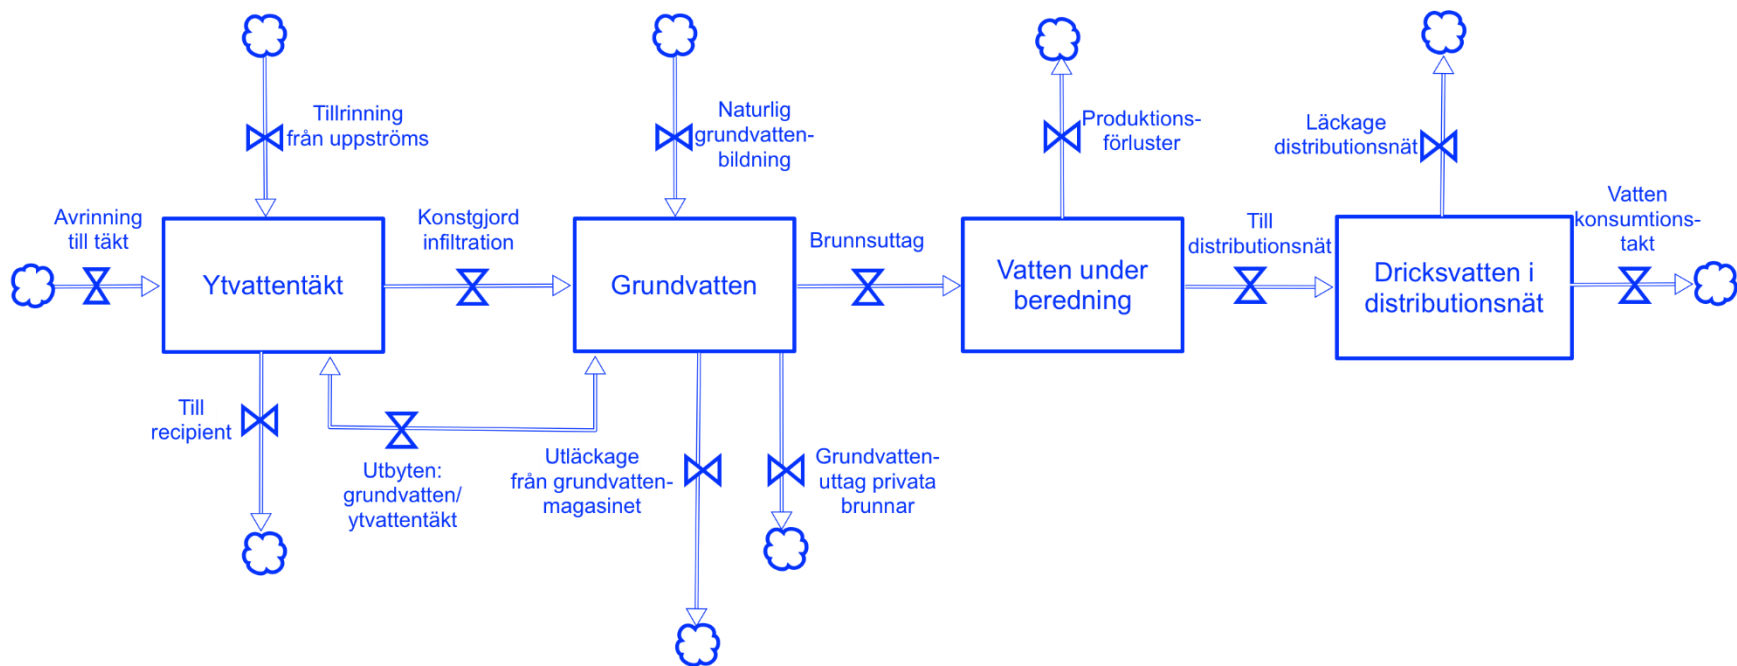 Tillrinning
från uppströms
Naturlig
grundvatten-
bildning
Produktions-
förluster
Läckage
distributionsnät
Avrinning
till täkt
Konstgjord
infiltration
Brunnsuttag
Till
distributionsnät
Vatten
konsumtions-
takt
Ytvattentäkt
Grundvatten
Vatten under
beredning
Dricksvatten i
distributionsnät
Till
recipient
Utbyten:
grundvatten/
ytvattentäkt
Utläckage
från grundvatten-
magasinet
Grundvatten-
uttag privata
brunnar